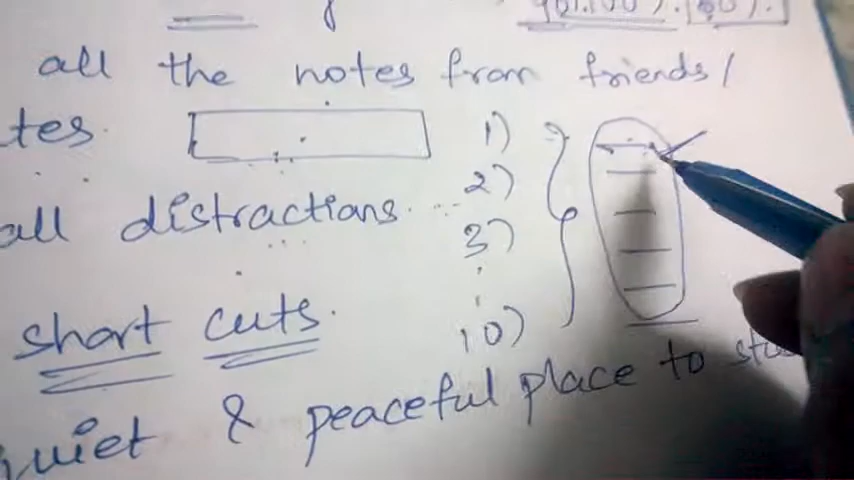 all the notes from friends/
tes.
1)
2)
all distractions.
3)
short cuts.
10)
quiet & peaceful place to